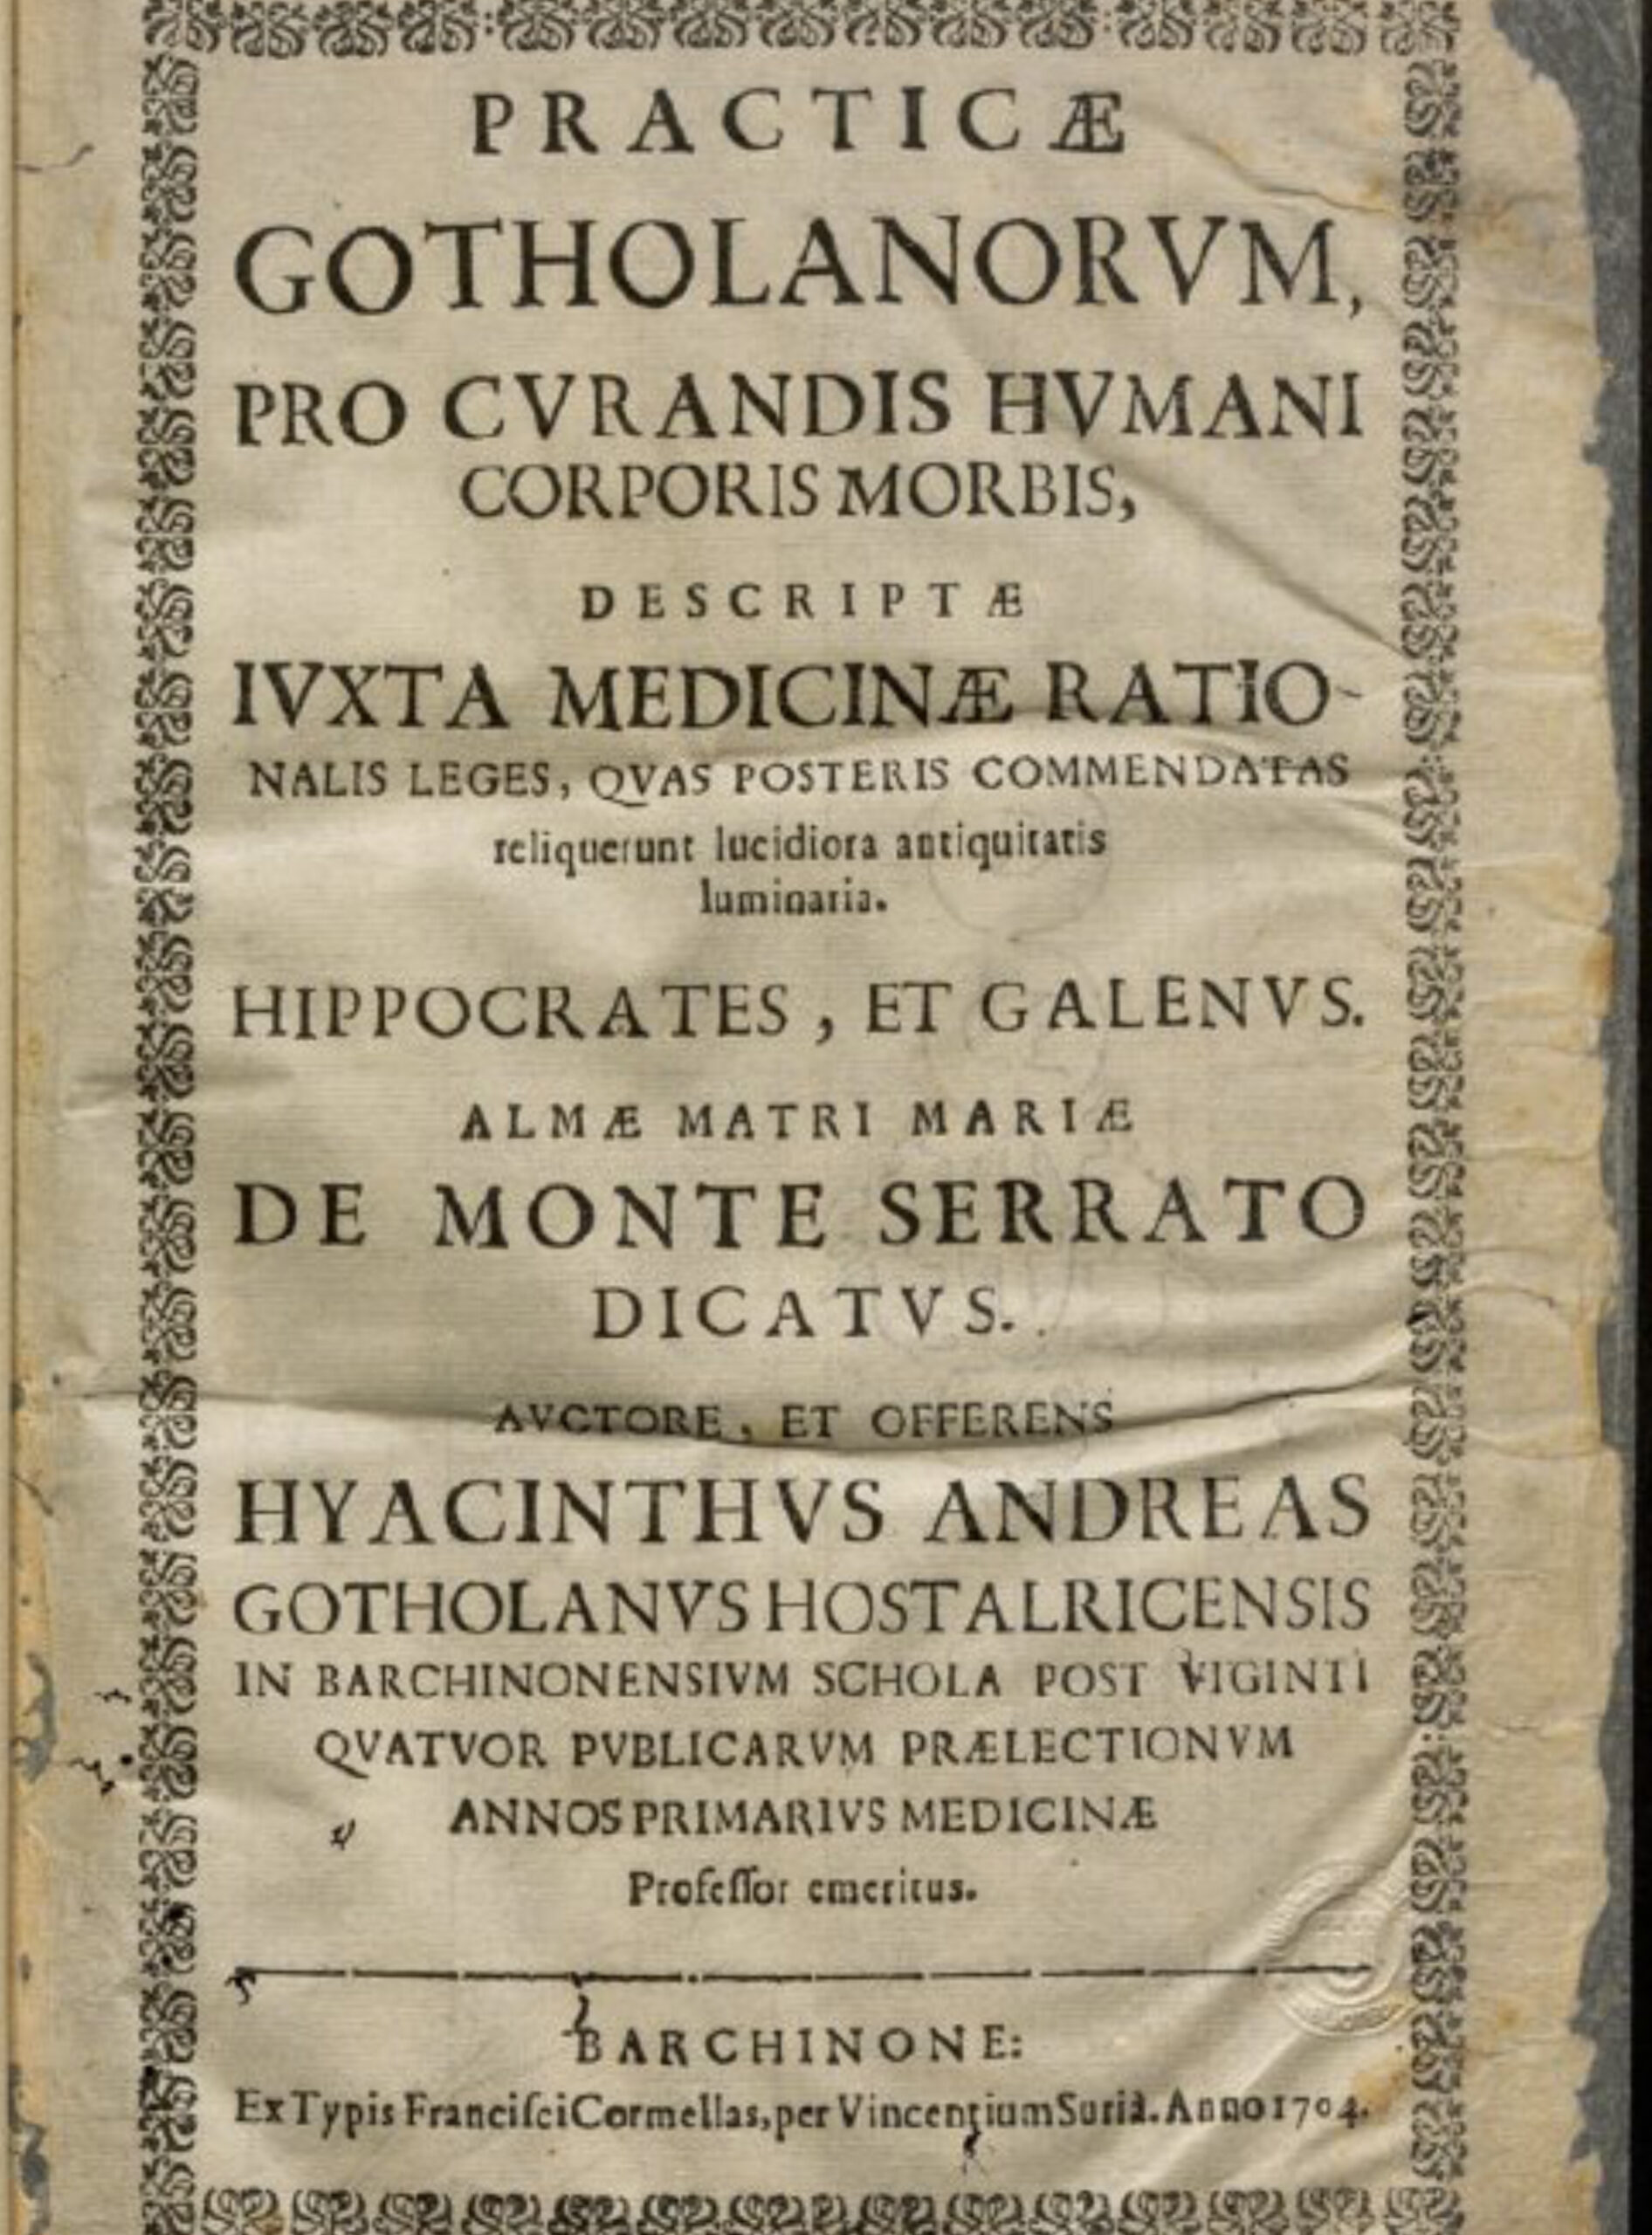 PRACTICÆ
GOTHOLANORVM,
PRO CVRANDIS HVMANI
CORPORIS MORBIS,
DESCRIPTÆ
IVXTA MEDICINÆ RATIO-
NALIS LEGES, QVAS POSTERIS COMMENDATAS
reliquerunt lucidiora antiquitatis
luminaria.
HIPPOCRATES, ET GALENVS.
ALMÆ MATRI MARIÆ
DE MONTE SERRATO
DICATVS.
AVCTORE, ET OFFERENS
HYACINTHVS ANDREAS
GOTHOLANVS HOSTALRICENSIS
IN BARCHINONENSIVM SCHOLA POST VIGINTI
QVATVOR PVBLICARVM PRÆLECTIONVM
ANNOS PRIMARIVS MEDICINÆ
Profeſſor emeritus.
BARCHINONE:
Ex Typis Franciſci Cormellas, per Vincentium Surià. Anno 1704.